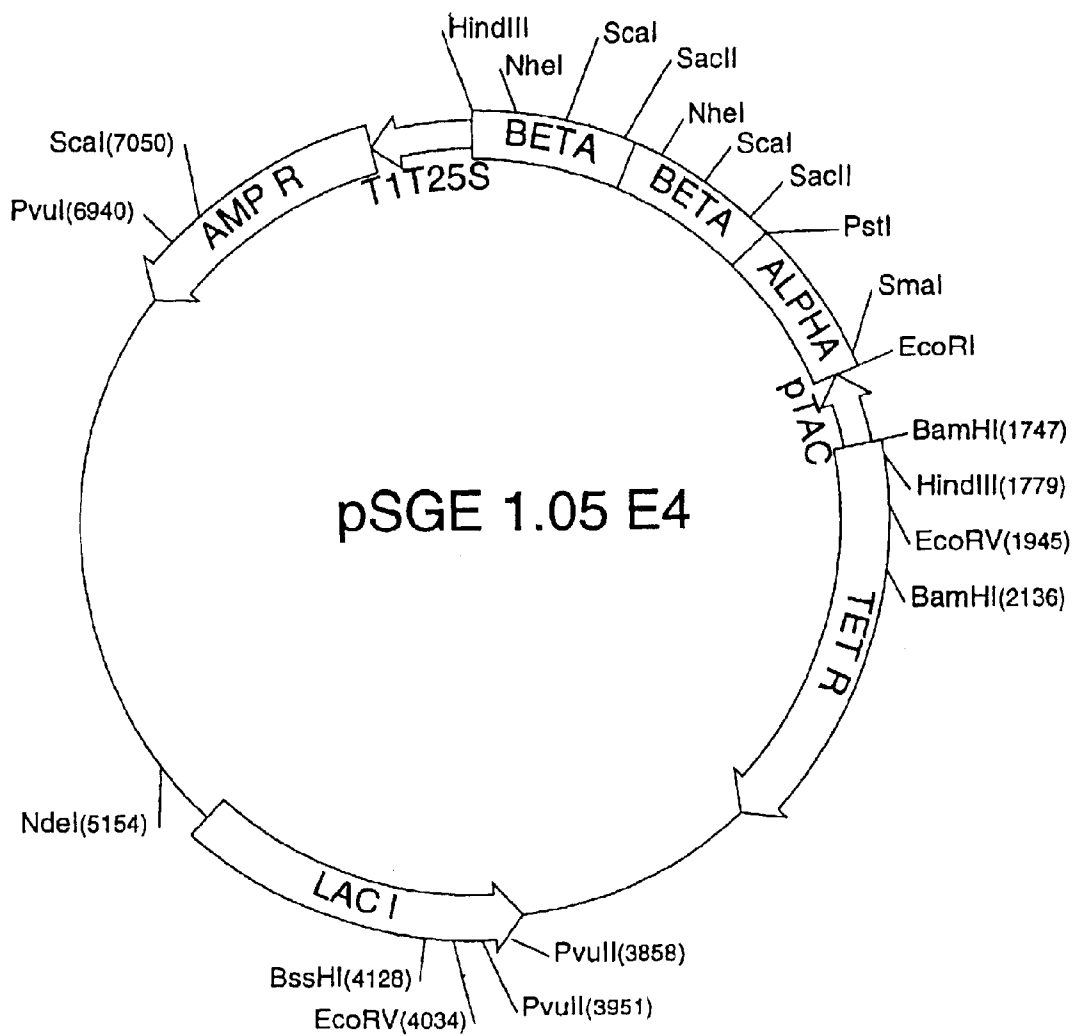 HindIII
NheI
ScaI
SacII
NheI
ScaI
SacII
PstI
SmaI
EcoRI
BamHI(1747)
HindIII(1779)
EcoRV(1945)
BamHI(2136)
ScaI(7050)
PvuI(6940)
AMP R
T1T25S
BETA
BETA
ALPHA
pTAC
pSGE 1.05 E4
TET R
NdeI(5154)
LAC I
BssHI(4128)
EcoRV(4034)
PvuII(3951)
PvuII(3858)